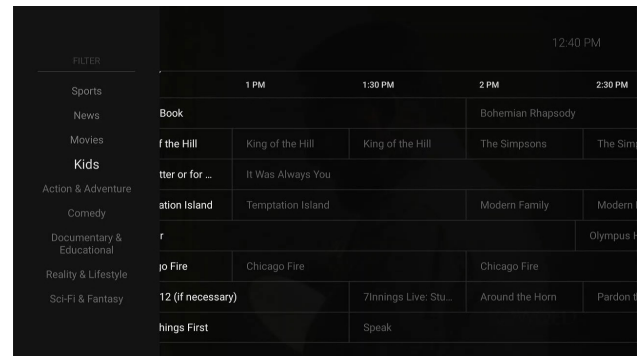 12:40 PM
FILTER
Sports
News
Movies
Kids
Action & Adventure
Comedy
Documentary &
Educational
Reality & Lifestyle
Sci-Fi & Fantasy
1 PM 1:30 PM 2 PM 2:30 PM
Book Bohemian Rhapsody
f the Hill King of the Hill King of the Hill The Simpsons The Simp
tter or for ... It Was Always You
ation Island Temptation Island Modern Family Modern
r Olympus H
go Fire Chicago Fire Chicago Fire
12 (if necessary) 7Innings Live: Stu... Around the Horn Pardon t
hings First Speak